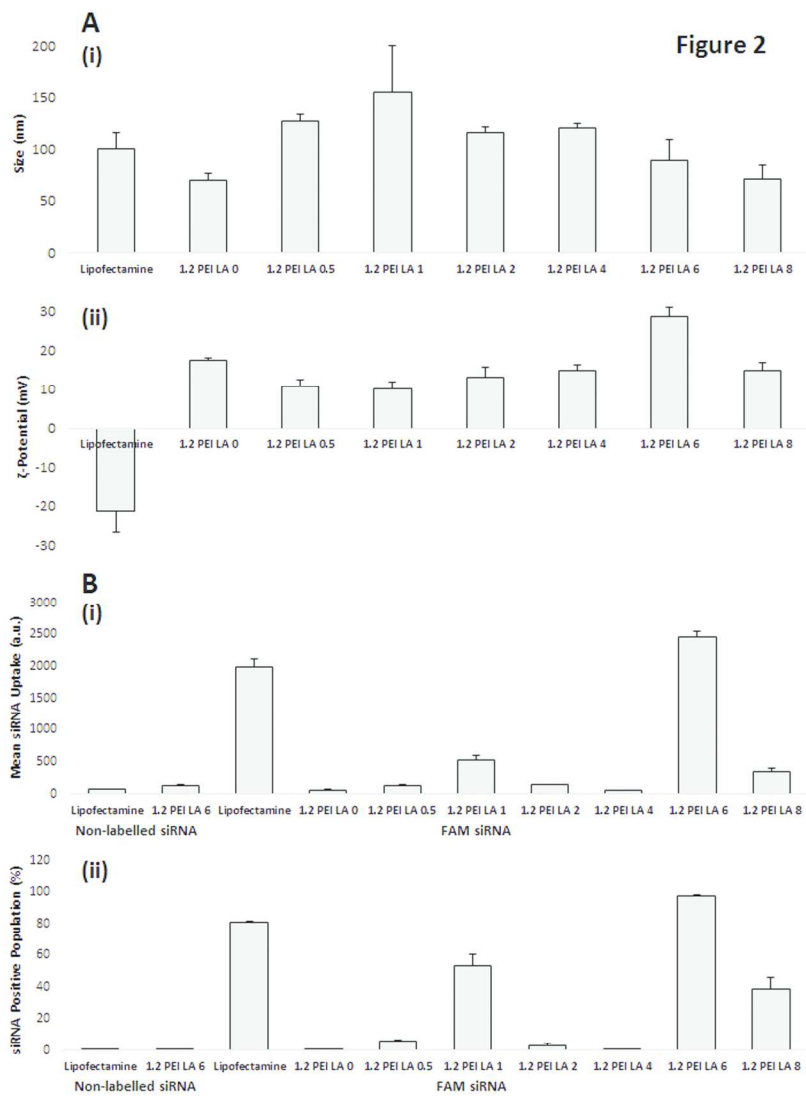 A
(i)
Figure 2
Size (nm)
200
150
100
50
0
Lipofectamine 1.2 PEI LA 0 1.2 PEI LA 0.5 1.2 PEI LA 1 1.2 PEI LA 2 1.2 PEI LA 4 1.2 PEI LA 6 1.2 PEI LA 8
(ii)
ζ-Potential (mV)
30
20
10
0
-10
-20
-30
Lipofectamine 1.2 PEI LA 0 1.2 PEI LA 0.5 1.2 PEI LA 1 1.2 PEI LA 2 1.2 PEI LA 4 1.2 PEI LA 6 1.2 PEI LA 8
B
(i)
Mean siRNA Uptake (a.u.)
3000
2500
2000
1500
1000
500
0
Lipofectamine 1.2 PEI LA 6 Lipofectamine 1.2 PEI LA 0 1.2 PEI LA 0.5 1.2 PEI LA 1 1.2 PEI LA 2 1.2 PEI LA 4 1.2 PEI LA 6 1.2 PEI LA 8
Non-labelled siRNA FAM siRNA
(ii)
siRNA Positive Population (%)
120
100
80
60
40
20
0
Lipofectamine 1.2 PEI LA 6 Lipofectamine 1.2 PEI LA 0 1.2 PEI LA 0.5 1.2 PEI LA 1 1.2 PEI LA 2 1.2 PEI LA 4 1.2 PEI LA 6 1.2 PEI LA 8
Non-labelled siRNA FAM siRNA